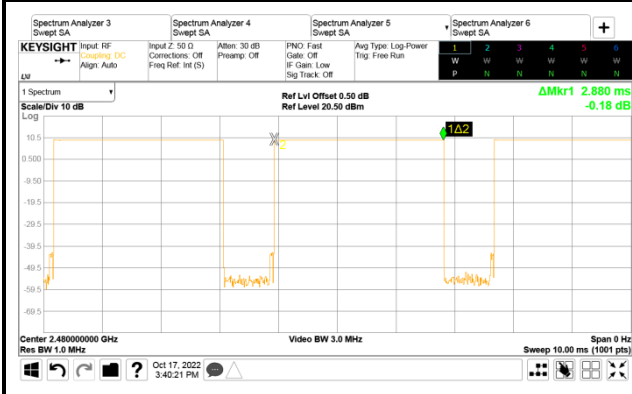 Spectrum Analyzer 3
Swept SA
Spectrum Analyzer 4
Swept SA
Spectrum Analyzer 5
Swept SA
Spectrum Analyzer 6
Swept SA
+
KEYSIGHT
Input: RF
Coupling: DC
Align: Auto
Input Z: 50 Ω
Corrections: Off
Freq Ref: Int (S)
Atten: 30 dB
Preamp: Off
PNO: Fast
Gate: Off
IF Gain: Low
Sig Track: Off
Avg Type: Log-Power
Trig: Free Run
1 2 3 4 5 6
W W W W W W
P N N N N N
LXI
1 Spectrum
Scale/Div 10 dB
Log
Ref Lvl Offset 0.50 dB
Ref Level 20.50 dBm
ΔMkr1 2.880 ms
-0.18 dB
1Δ2
X2
10.5
0.500
-9.50
-19.5
-29.5
-39.5
-49.5
-59.5
-69.5
Center 2.480000000 GHz
Res BW 1.0 MHz
Video BW 3.0 MHz
Span 0 Hz
Sweep 10.00 ms (1001 pts)
?
Oct 17, 2022
3:40:21 PM